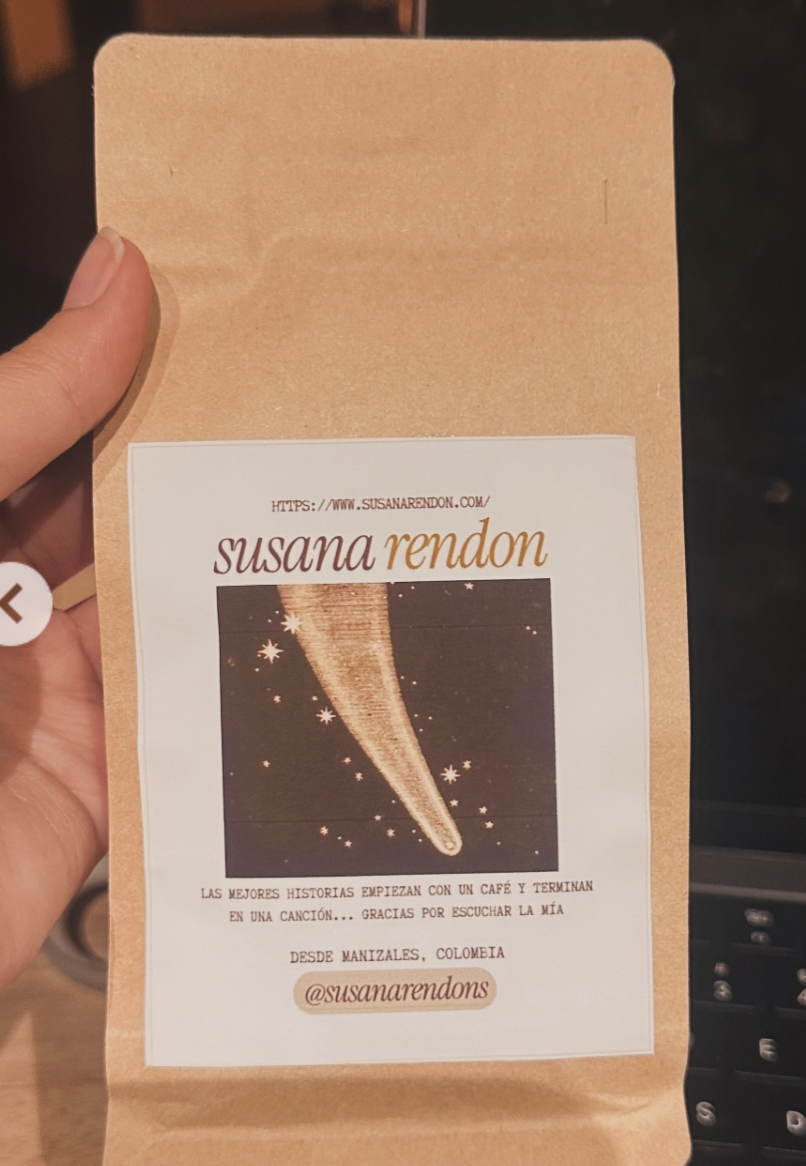 HTTPS://WWW.SUSANARENDON.COM/
susana rendon
LAS MEJORES HISTORIAS EMPIEZAN CON UN CAFÉ Y TERMINAN
EN UNA CANCIÓN... GRACIAS POR ESCUCHAR LA MÍA
DESDE MANIZALES, COLOMBIA
@susanarendons
E
S
D